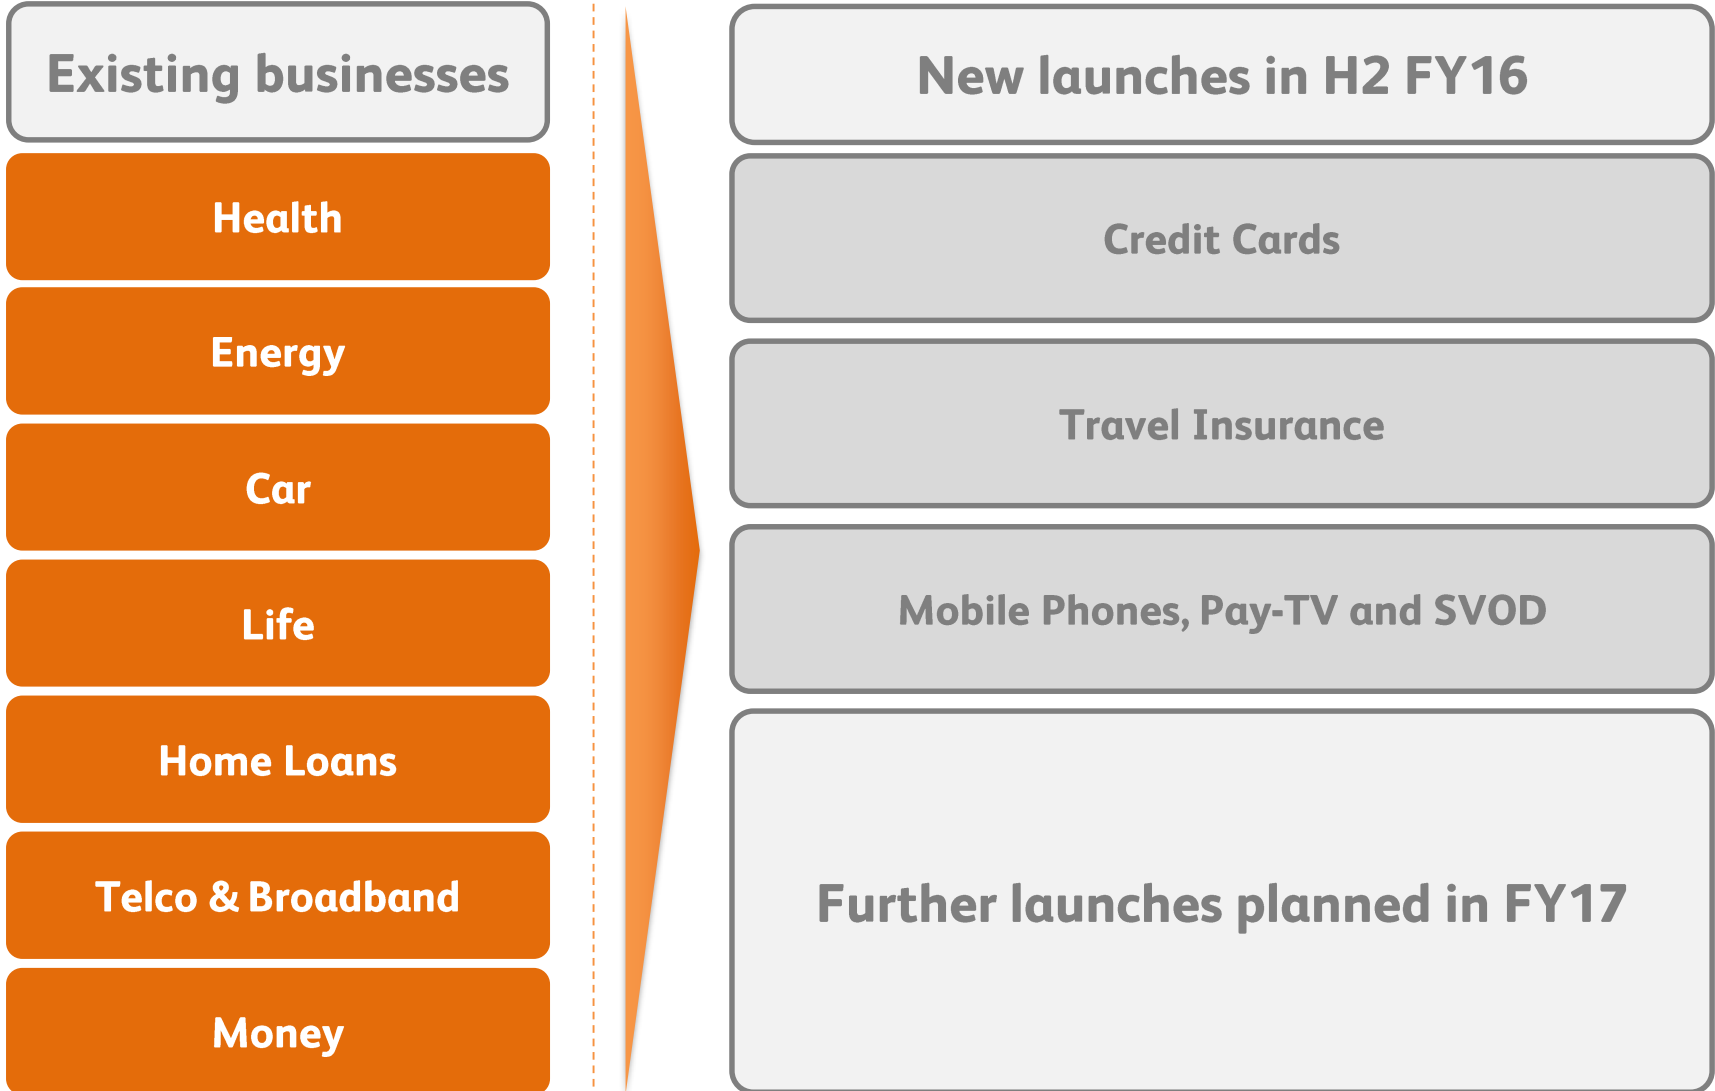 Existing businesses
Health
Energy
Car
Life
Home Loans
Telco & Broadband
Money
New launches in H2 FY16
Credit Cards
Travel Insurance
Mobile Phones, Pay-TV and SVOD
Further launches planned in FY17